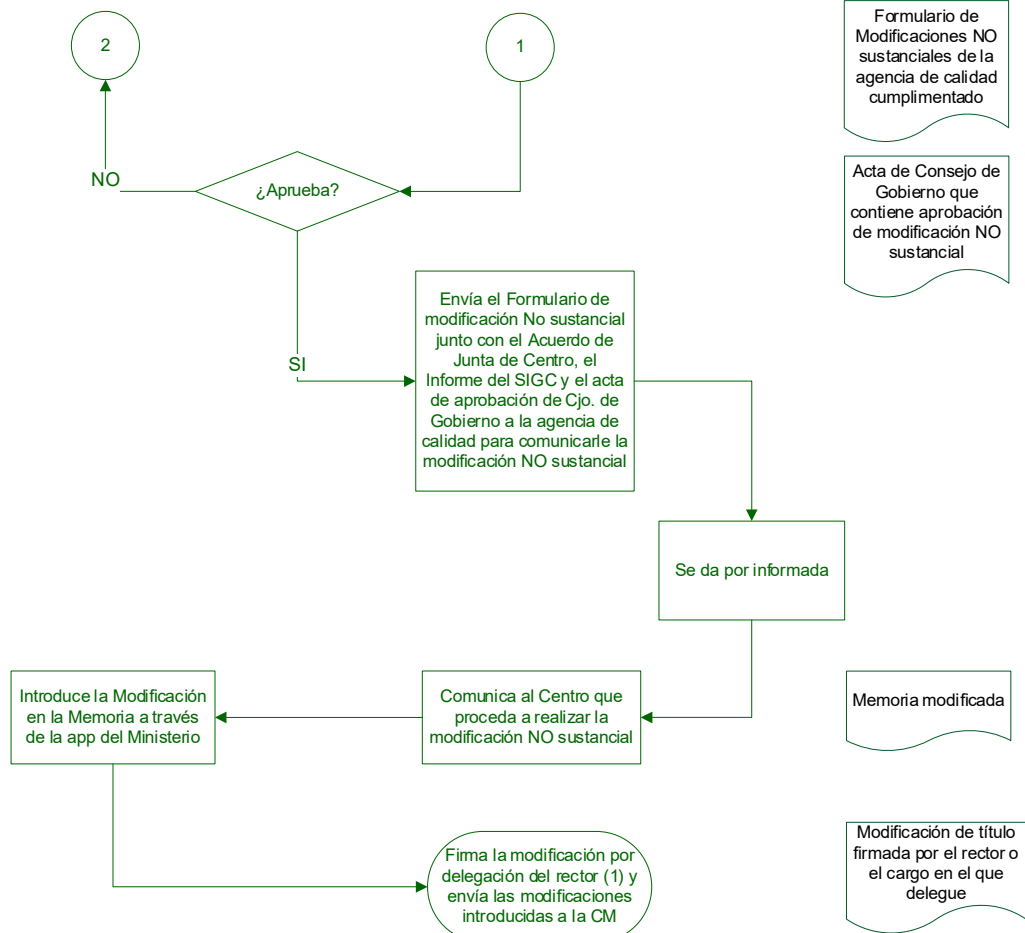 2
1
Formulario de
Modificaciones NO
sustanciales de la
agencia de calidad
cumplimentado
NO
¿Aprueba?
Acta de Consejo de
Gobierno que
contiene aprobación
de modificación NO
sustancial
SI
Envía el Formulario de
modificación No sustancial
junto con el Acuerdo de
Junta de Centro, el
Informe del SIGC y el acta
de aprobación de Cjo. de
Gobierno a la agencia de
calidad para comunicarle la
modificación NO sustancial
Se da por informada
Introduce la Modificación
en la Memoria a través
de la app del Ministerio
Comunica al Centro que
proceda a realizar la
modificación NO sustancial
Memoria modificada
Firma la modificación por
delegación del rector (1) y
envía las modificaciones
introducidas a la CM
Modificación de título
firmada por el rector o
el cargo en el que
delegue